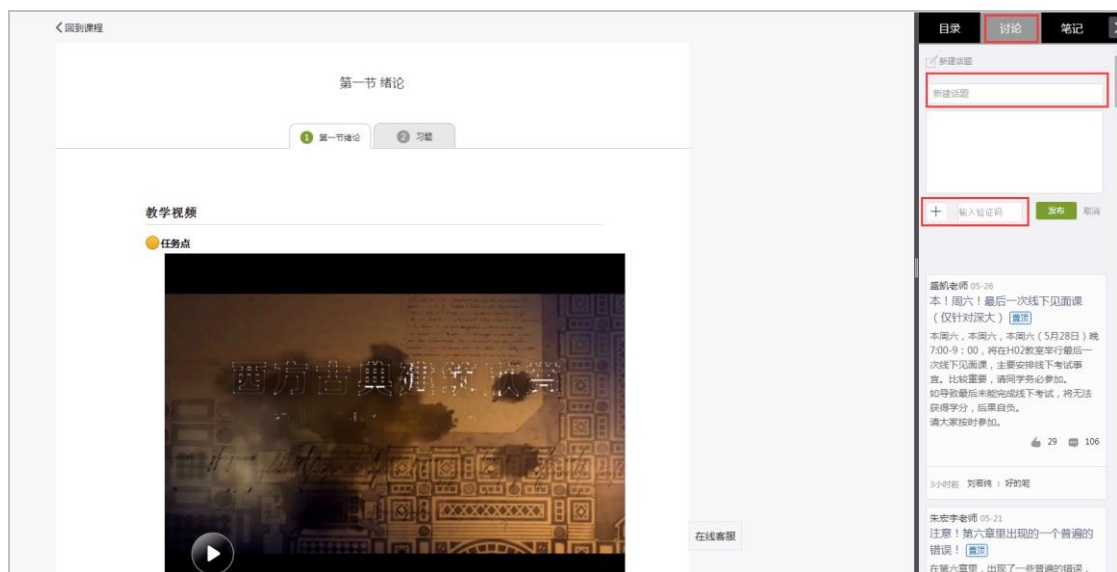 回到课程
第一节 绪论
1 第一节绪论
2 习题
教学视频
任务点
西方古典建筑欣赏
在线客服
目录
讨论
笔记
新建话题
新建话题
输入验证码
发布
取消
盛凯老师 05-26
本！周六！最后一次线下见面课
（仅针对深大） 置顶
本周六，本周六，本周六（5月28日）晚
7:00-9：00，将在H02教室举行最后一
次线下见面课，主要安排线下考试事
宜。比较重要，请同学务必参加。
如导致最后未能完成线下考试，将无法
获得学分，后果自负。
请大家按时参加。
29 106
3小时前 刘若纯 ：好的呢
朱宏宇老师 05-21
注意！第六章里出现的一个普遍的
错误！ 置顶
在第六章里，出现了一些普遍的错误，